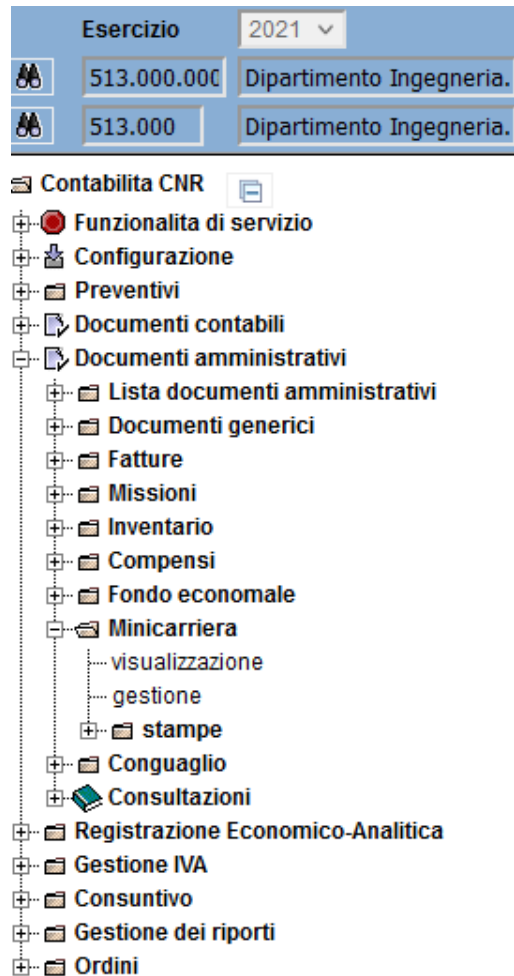 Esercizio 2021
513.000.000 Dipartimento Ingegneria.
513.000 Dipartimento Ingegneria.
Contabilita CNR
Funzionalita di servizio
Configurazione
Preventivi
Documenti contabili
Documenti amministrativi
Lista documenti amministrativi
Documenti generici
Fatture
Missioni
Inventario
Compensi
Fondo economale
Minicarriera
visualizzazione
gestione
stampe
Conguaglio
Consultazioni
Registrazione Economico-Analitica
Gestione IVA
Consuntivo
Gestione dei riporti
Ordini